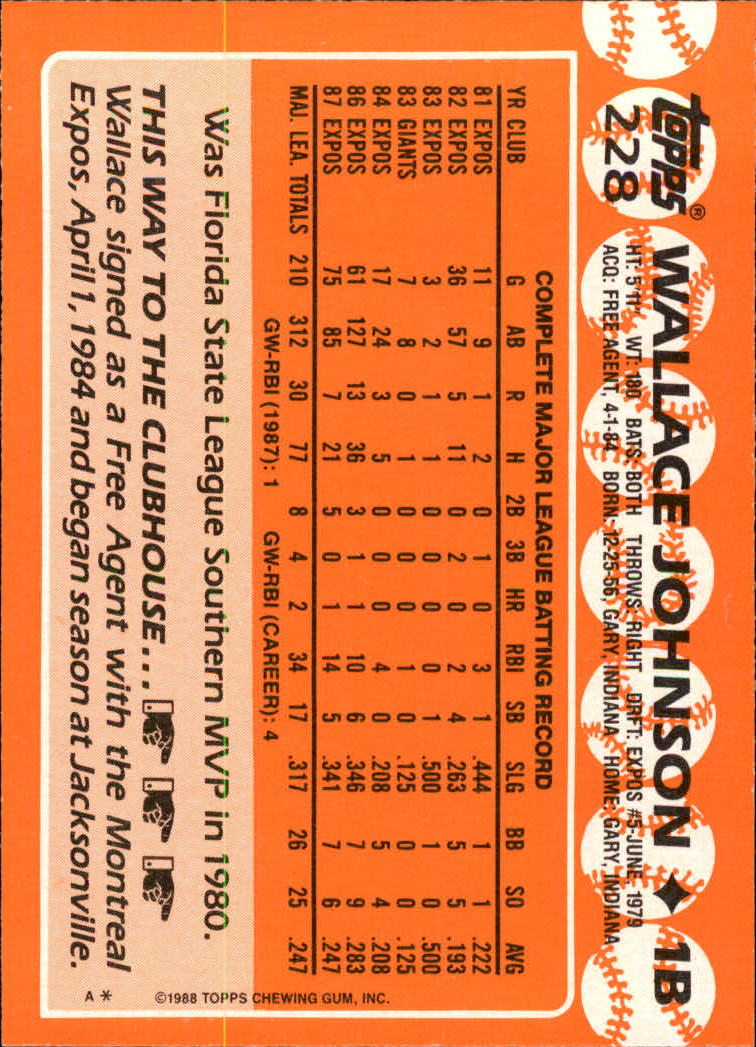 topps®
228
WALLACE JOHNSON ♦ 1B
HT: 5'11" WT: 180 BATS: BOTH THROWS: RIGHT DRFT: EXPOS #5-JUNE, 1979
ACQ: FREE AGENT, 4-1-84 BORN: 12-25-56, GARY, INDIANA HOME: GARY, INDIANA
COMPLETE MAJOR LEAGUE BATTING RECORD
YR CLUB G AB R H 2B 3B HR RBI SB SLG BB SO AVG
81 EXPOS 11 9 1 2 0 1 0 3 1 .444 1 1 .222
82 EXPOS 36 57 5 11 0 2 0 2 4 .263 5 5 .193
83 EXPOS 3 2 1 1 0 0 0 0 1 .500 1 0 .500
83 GIANTS 7 8 0 1 0 0 0 1 0 .125 0 0 .125
84 EXPOS 17 24 3 5 0 0 0 4 0 .208 5 4 .208
86 EXPOS 61 127 13 36 3 1 1 10 6 .346 7 9 .283
87 EXPOS 75 85 7 21 5 0 1 14 5 .341 7 6 .247
MAJ. LEA. TOTALS 210 312 30 77 8 4 2 34 17 .317 26 25 .247
GW-RBI (1987): 1 GW-RBI (CAREER): 4
Was Florida State League Southern MVP in 1980.
THIS WAY TO THE CLUBHOUSE...
Wallace signed as a Free Agent with the Montreal
Expos, April 1, 1984 and began season at Jacksonville.
©1988 TOPPS CHEWING GUM, INC.
A *